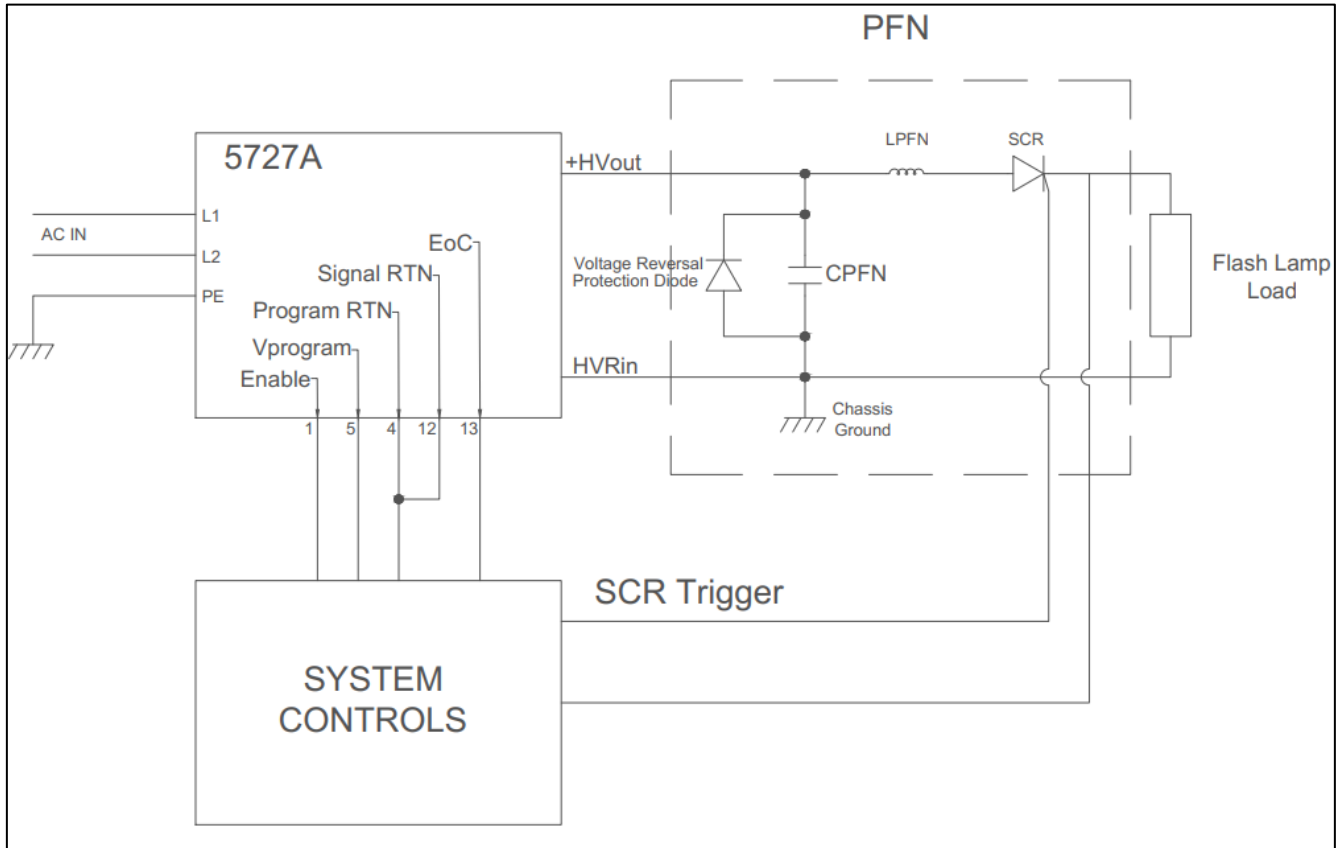 PFN
5727A
+HVout
LPFN
SCR
L1
AC IN
L2
PE
EoC
Signal RTN
Program RTN
Vprogram
Enable
Voltage Reversal
Protection Diode
CPFN
Flash Lamp
Load
HVRin
Chassis
Ground
1
5
4
12
13
SCR Trigger
SYSTEM
CONTROLS